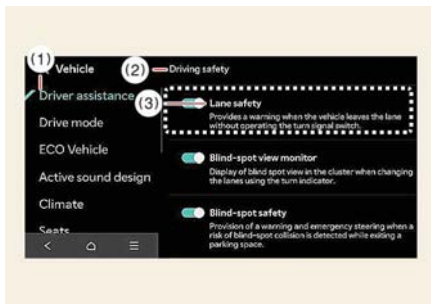 (1)
Vehicle
(2)
Driving safety
Driver assistance
(3)
Lane safety
Provides a warning when the vehicle leaves the lane
without operating the turn signal switch.
Drive mode
ECO Vehicle
Blind-spot view monitor
Display of blind spot view in the cluster when changing
the lanes using the turn indicator.
Active sound design
Climate
Blind-spot safety
Provision of a warning and emergency steering when a
risk of blind-spot collision is detected while exiting a
parking space.
Seats